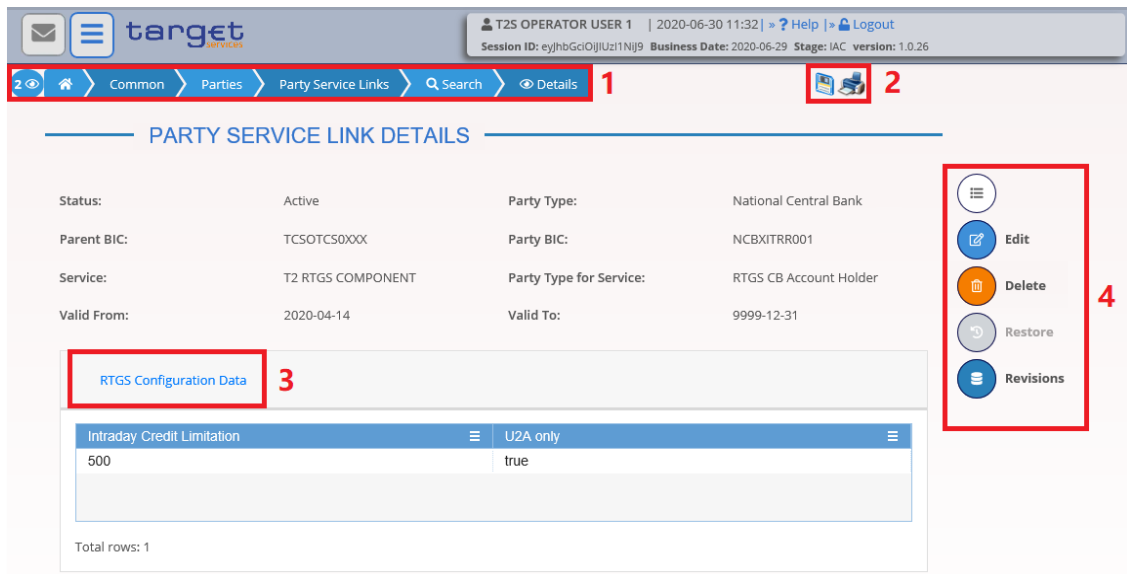 target
services
T2S OPERATOR USER 1 | 2020-06-30 11:32 | » ? Help | » Logout
Session ID: eyJhbGciOiJIUzI1NiJ9 Business Date: 2020-06-29 Stage: IAC version: 1.0.26
2 Common Parties Party Service Links Search Details 1 2
PARTY SERVICE LINK DETAILS
Status: Active Party Type: National Central Bank
Parent BIC: TCSOTCS0XXX Party BIC: NCBXITRR001 Edit
Service: T2 RTGS COMPONENT Party Type for Service: RTGS CB Account Holder Delete 4
Valid From: 2020-04-14 Valid To: 9999-12-31 Restore
RTGS Configuration Data 3 Revisions
Intraday Credit Limitation U2A only
500 true
Total rows: 1